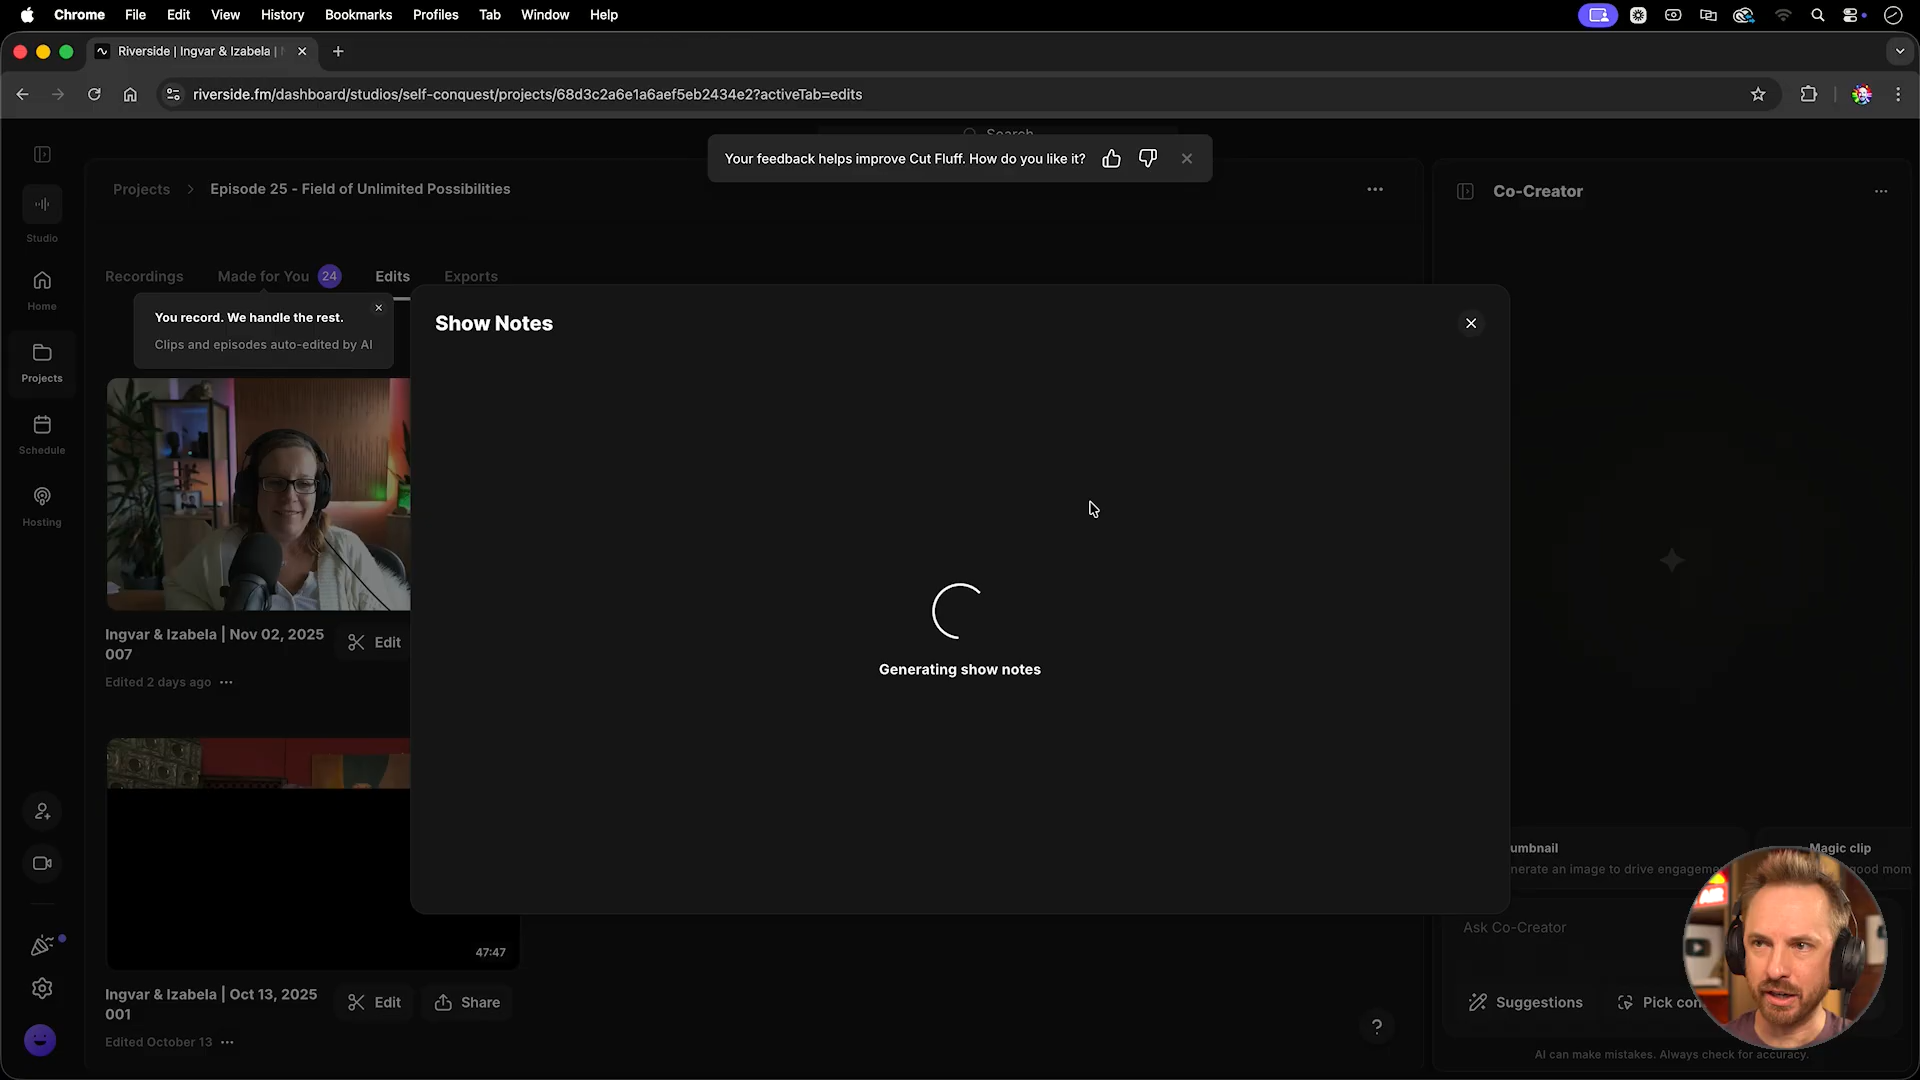 Chrome File Edit View History Bookmarks Profiles Tab Window Help
Riverside | Ingvar & Izabela |
riverside.fm/dashboard/studios/self-conquest/projects/68d3c2a6e1a6aef5eb2434e2?activeTab=edits
Search
Your feedback helps improve Cut Fluff. How do you like it?
Projects > Episode 25 - Field of Unlimited Possibilities
Co-Creator
Studio
Home
Projects
Schedule
Hosting
Recordings Made for You 24 Edits Exports
You record. We handle the rest.
Clips and episodes auto-edited by AI
Show Notes
Generating show notes
Ingvar & Izabela | Nov 02, 2025
007
Edit
Edited 2 days ago
47:47
Ingvar & Izabela | Oct 13, 2025
001
Edit
Share
Edited October 13
?
umbnail
nerate an image to drive engageme
Magic clip
good mom
Ask Co-Creator
Suggestions
Pick con
AI can make mistakes. Always check for accuracy.